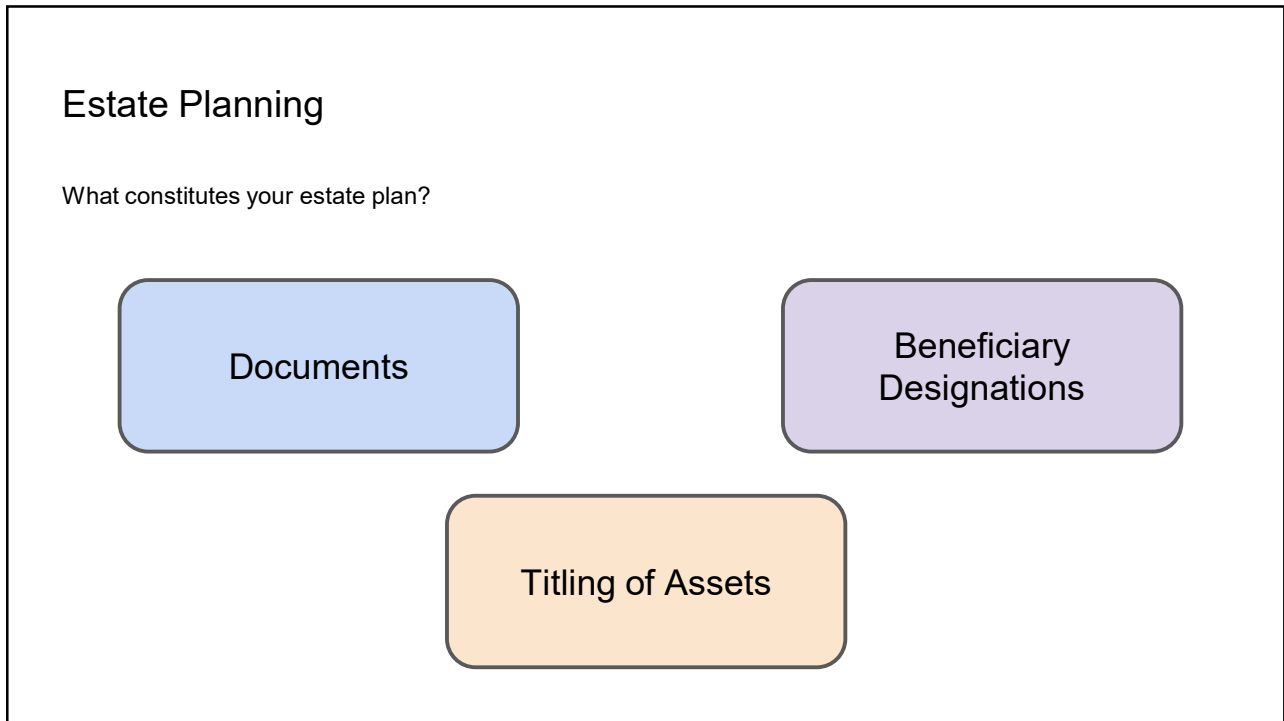 Estate Planning
What constitutes your estate plan?
Documents
Beneficiary
Designations
Titling of Assets